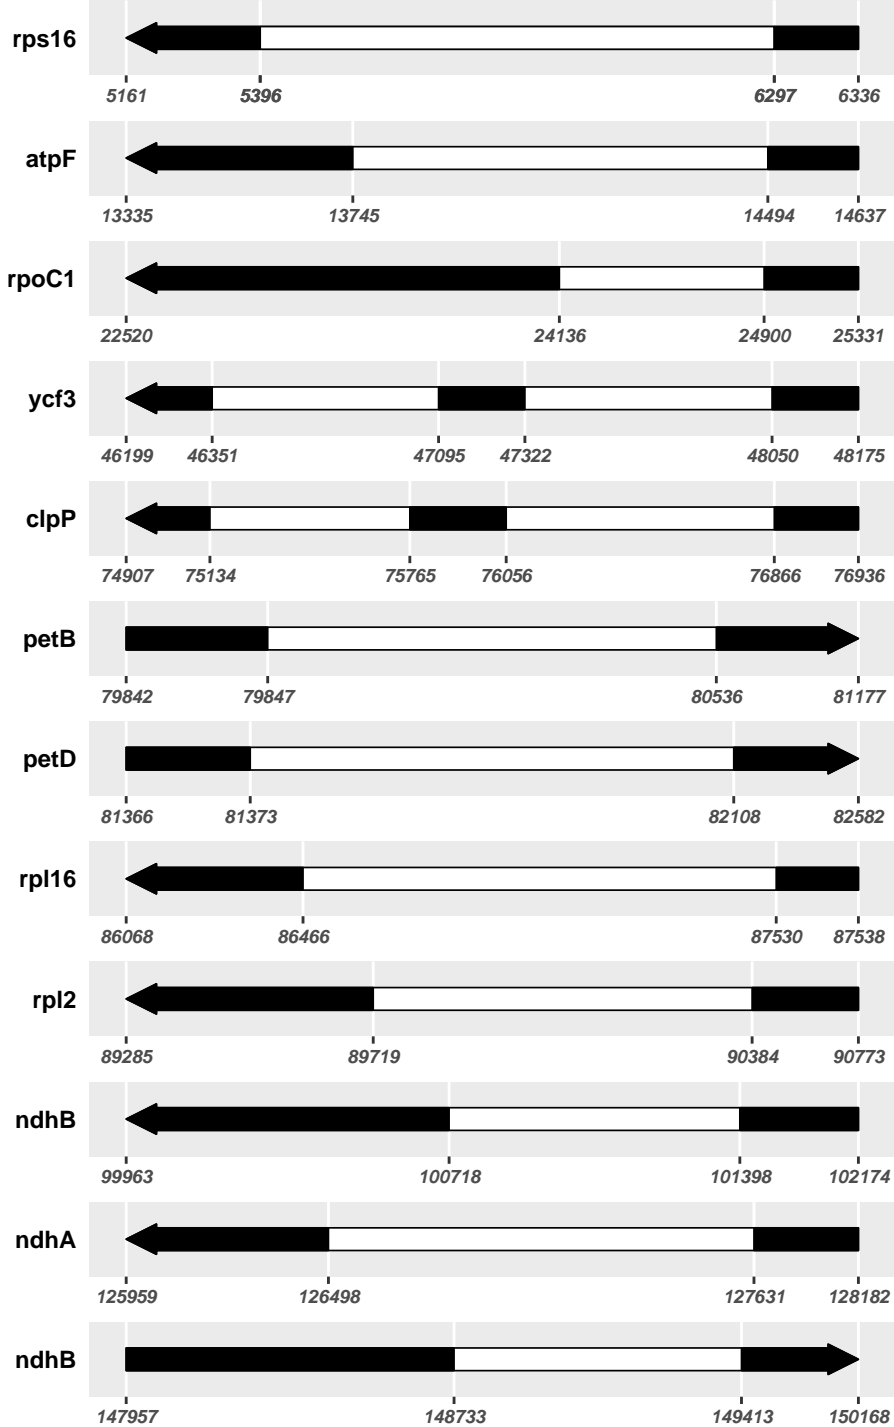 rps16
5161 5396 6297 6336
atpF
13335 13745 14494 14637
rpoC1
22520 24136 24900 25331
ycf3
46199 46351 47095 47322 48050 48175
clpP
74907 75134 75765 76056 76866 76936
petB
79842 79847 80536 81177
petD
81366 81373 82108 82582
rpl16
86068 86466 87530 87538
rpl2
89285 89719 90384 90773
ndhB
99963 100718 101398 102174
ndhA
125959 126498 127631 128182
ndhB
147957 148733 149413 150168